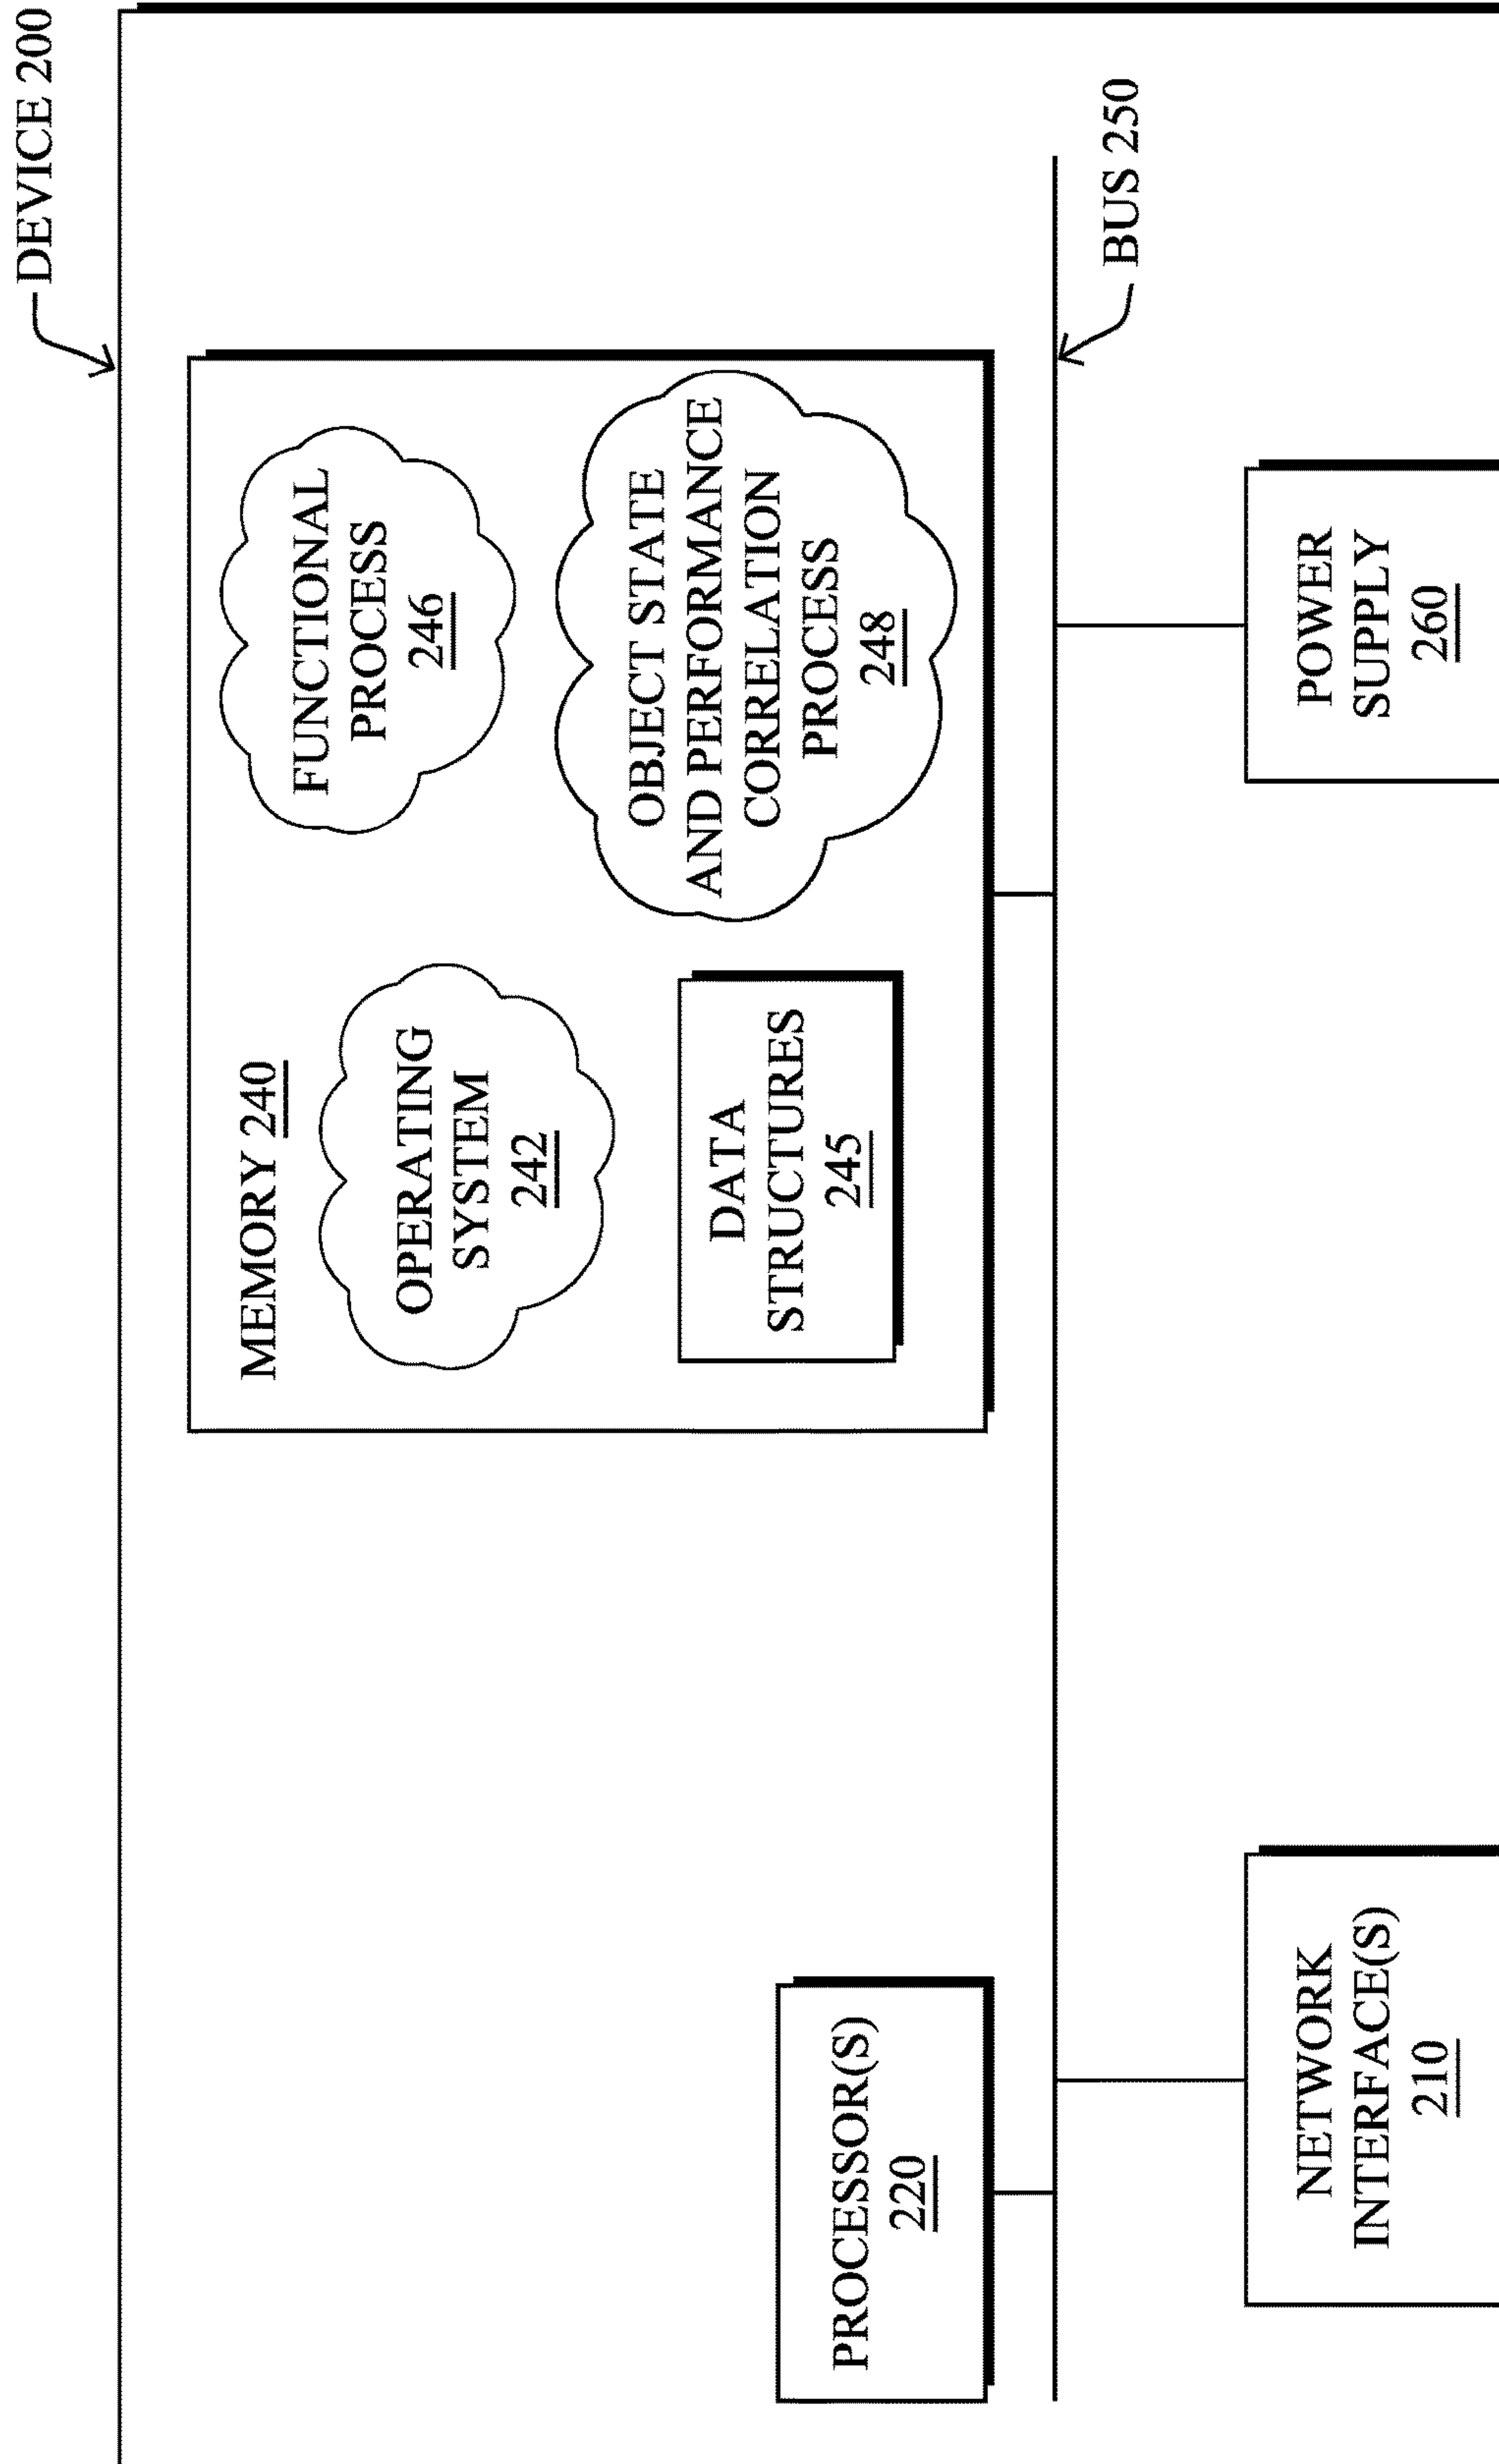 DEVICE 200
MEMORY 240
FUNCTIONAL
PROCESS
246
OPERATING
SYSTEM
242
OBJECT STATE
AND PERFORMANCE
CORRELATION
PROCESS
248
DATA
STRUCTURES
245
PROCESSOR(S)
220
BUS 250
NETWORK
INTERFACE(S)
210
POWER
SUPPLY
260